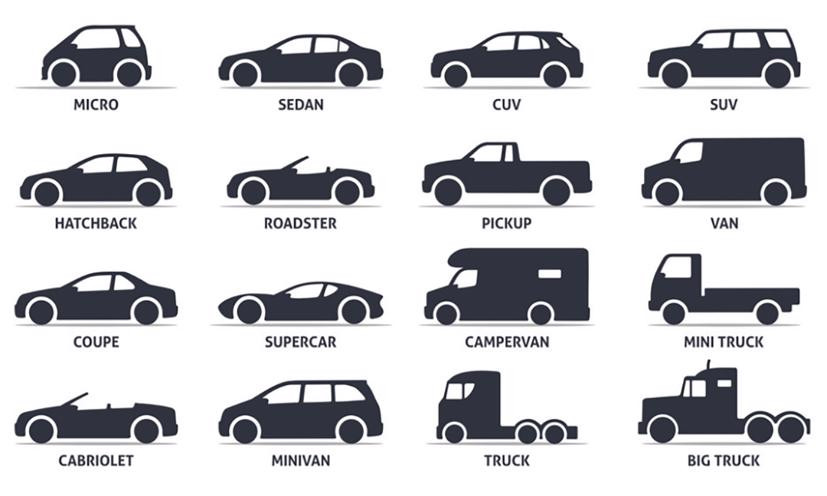 MICRO
SEDAN
CUV
SUV
HATCHBACK
ROADSTER
PICKUP
VAN
COUPE
SUPERCAR
CAMPERVAN
MINI TRUCK
CABRIOLET
MINIVAN
TRUCK
BIG TRUCK